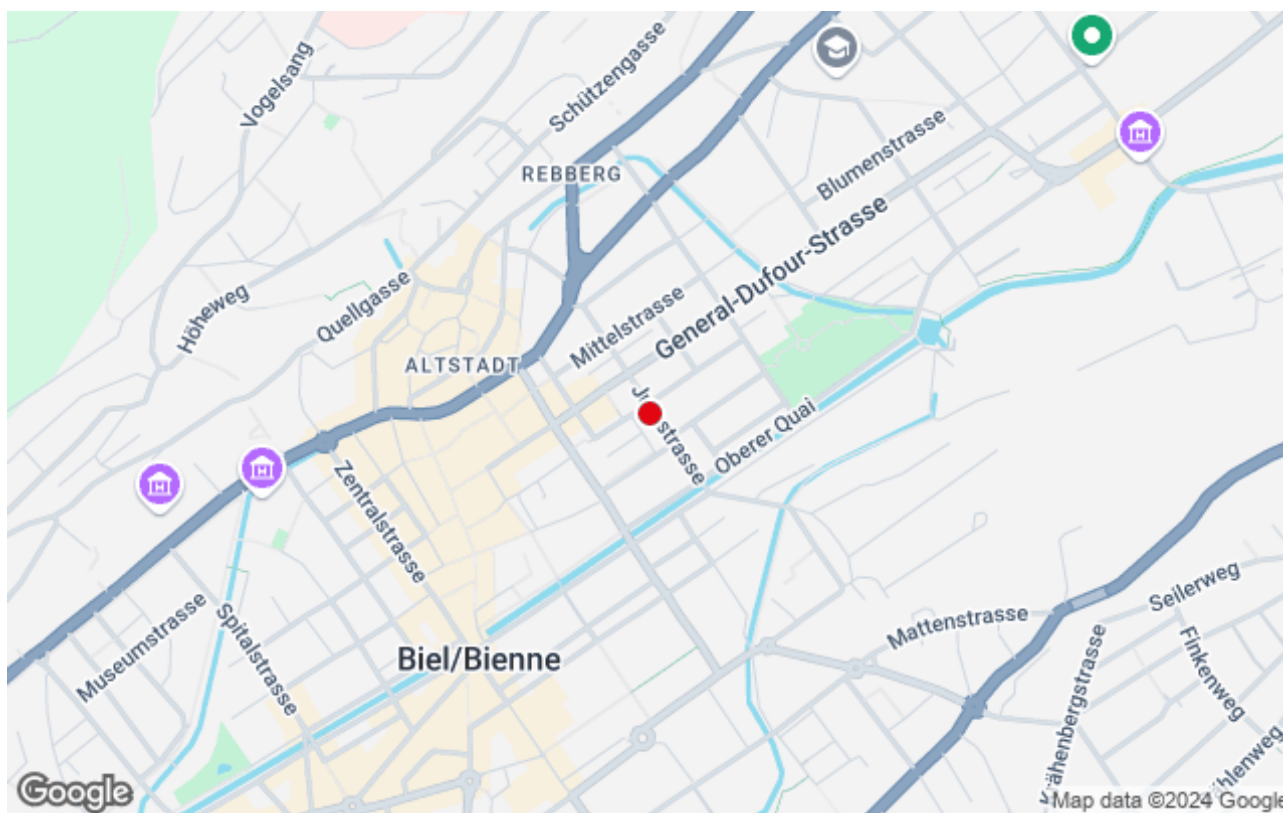 Vogelsang
Schützengasse
REBBERG
Blumenstrasse
General-Dufour-Strasse
Höheweg
Quellgasse
Mittelstrasse
ALTSTADT
Oberer Quai
Zentralstrasse
Seilerweg
Mattenstrasse
Museumstrasse
Spitalstrasse
Biel/Bienne
Finkenweg
Google
Map data ©2024 Google